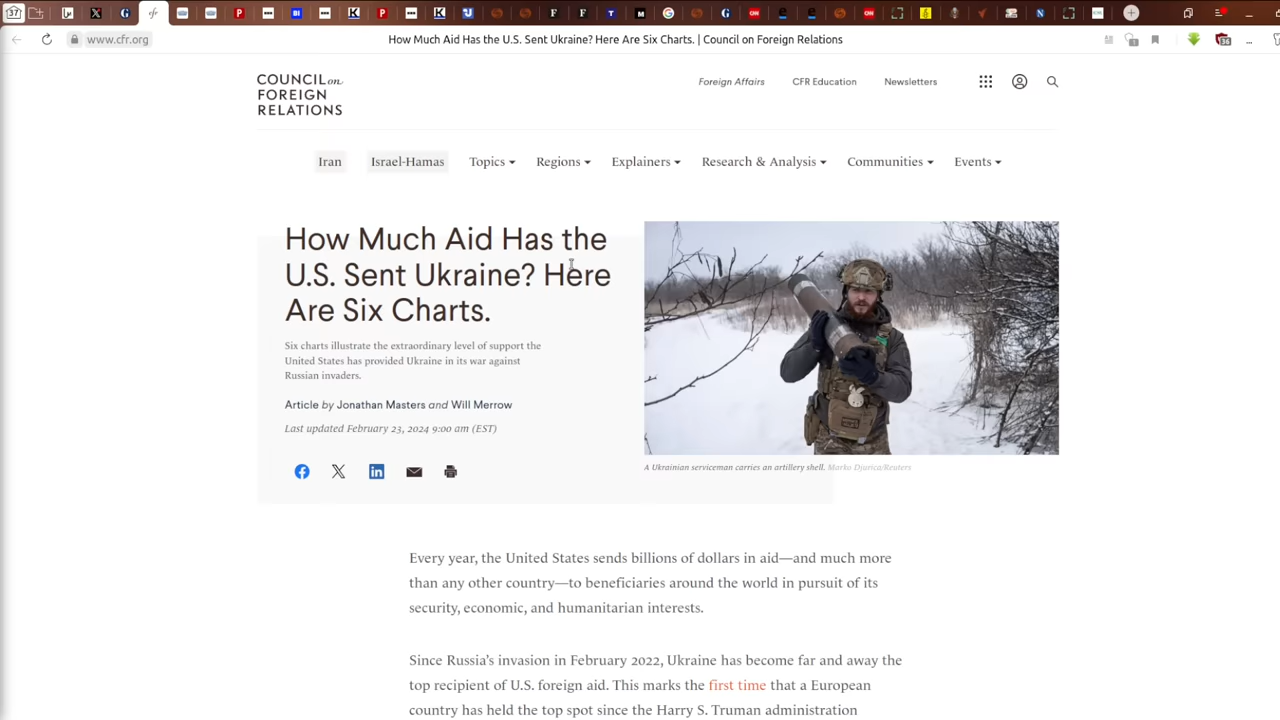 37
www.cfr.org
How Much Aid Has the U.S. Sent Ukraine? Here Are Six Charts. | Council on Foreign Relations
COUNCIL on
FOREIGN
RELATIONS
Foreign Affairs
CFR Education
Newsletters
Iran
Israel-Hamas
Topics
Regions
Explainers
Research & Analysis
Communities
Events
How Much Aid Has the
U.S. Sent Ukraine? Here
Are Six Charts.
Six charts illustrate the extraordinary level of support the
United States has provided Ukraine in its war against
Russian invaders.
Article by Jonathan Masters and Will Merrow
Last updated February 23, 2024 9:00 am (EST)
A Ukrainian serviceman carries an artillery shell. Marko Djurica/Reuters
Every year, the United States sends billions of dollars in aid—and much more
than any other country—to beneficiaries around the world in pursuit of its
security, economic, and humanitarian interests.
Since Russia's invasion in February 2022, Ukraine has become far and away the
top recipient of U.S. foreign aid. This marks the first time that a European
country has held the top spot since the Harry S. Truman administration